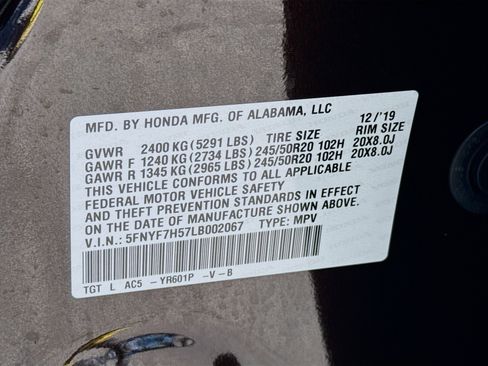 MFD. BY HONDA MFG. OF ALABAMA, LLC 12/'19
GVWR 2400 KG (5291 LBS) TIRE SIZE RIM SIZE
GAWR F 1240 KG (2734 LBS) 245/50R20 102H 20X8.0J
GAWR R 1345 KG (2965 LBS) 245/50R20 102H 20X8.0J
THIS VEHICLE CONFORMS TO ALL APPLICABLE
FEDERAL MOTOR VEHICLE SAFETY
AND THEFT PREVENTION STANDARDS IN EFFECT
ON THE DATE OF MANUFACTURE SHOWN ABOVE.
V.I.N.: 5FNYF7H57LB002067 TYPE: MPV
TGT L AC5 -YR601P -V-B